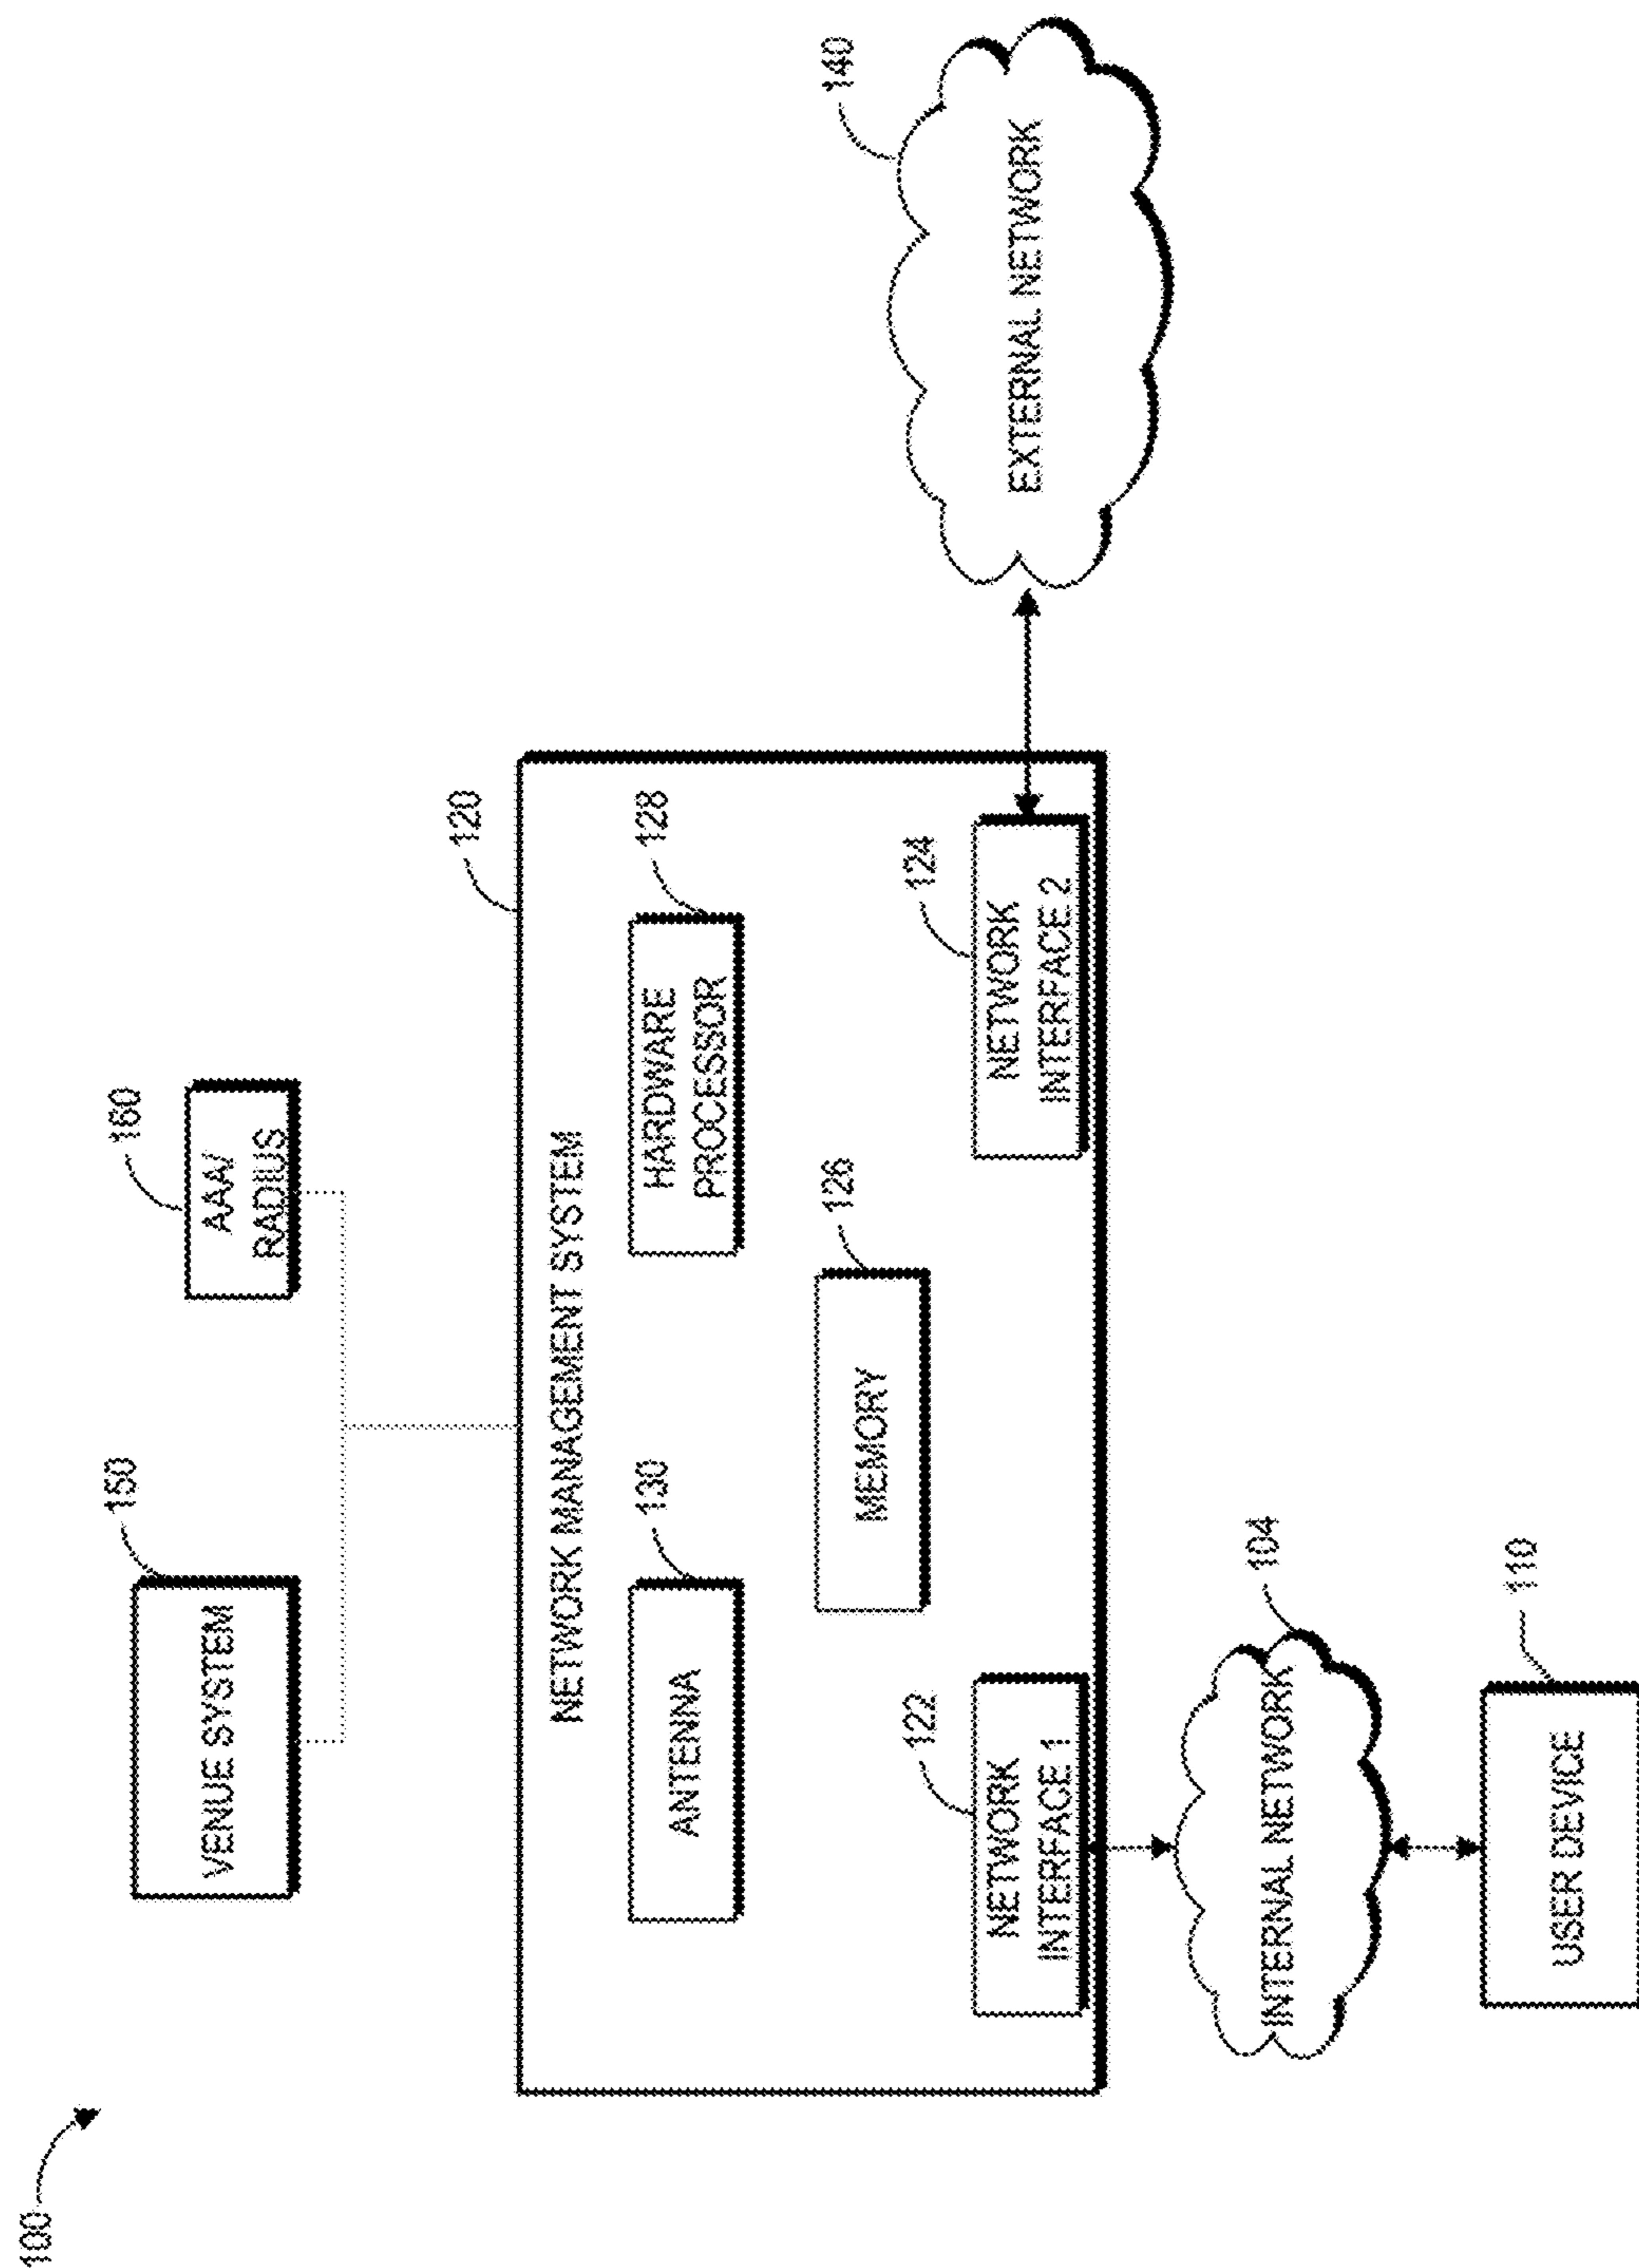 100
150
VENUE SYSTEM
160
AAA/
RADIUS
120
NETWORK MANAGEMENT SYSTEM
130
ANTENNA
128
HARDWARE
PROCESSOR
126
MEMORY
122
NETWORK
INTERFACE 1
124
NETWORK
INTERFACE 2
140
EXTERNAL NETWORK
104
INTERNAL NETWORK
110
USER DEVICE